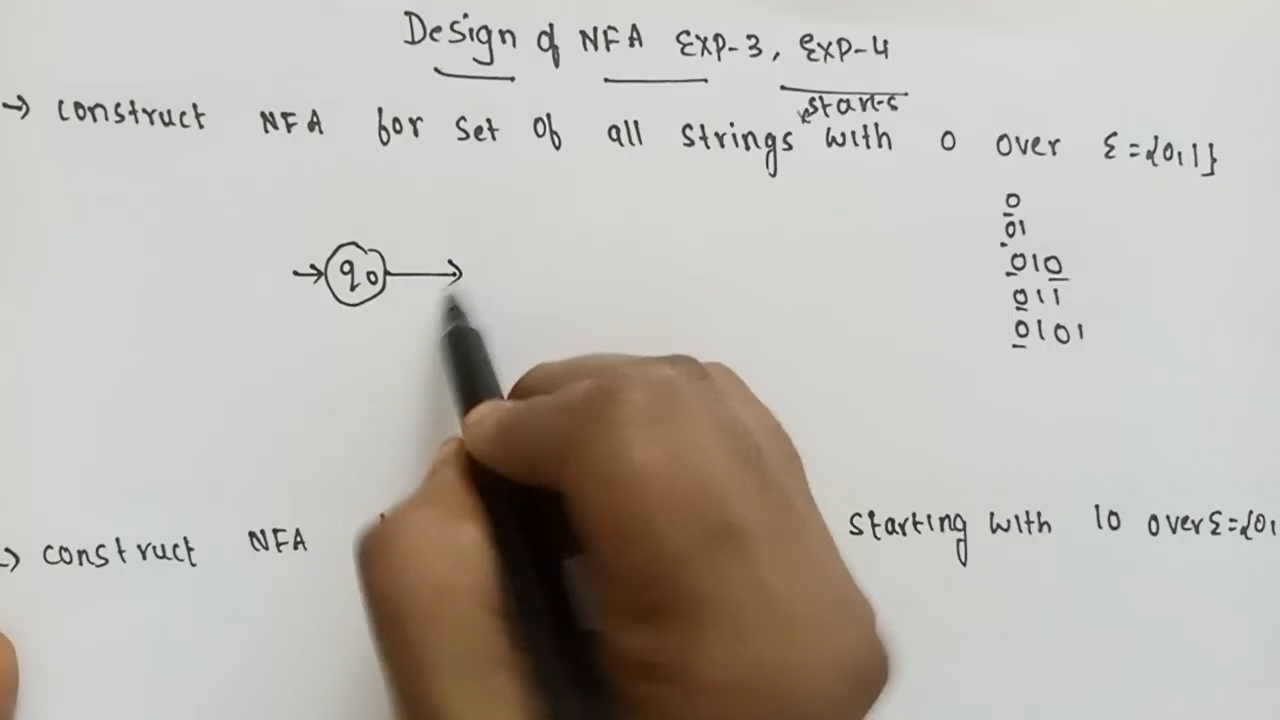 Design of NFA Exp-3, Exp-4
→ construct NFA for set of all strings starts with 0 over Σ={0,1}
0
01
010
011
0101
→ q0 →
→ construct NFA
starting with 10 over Σ={0,